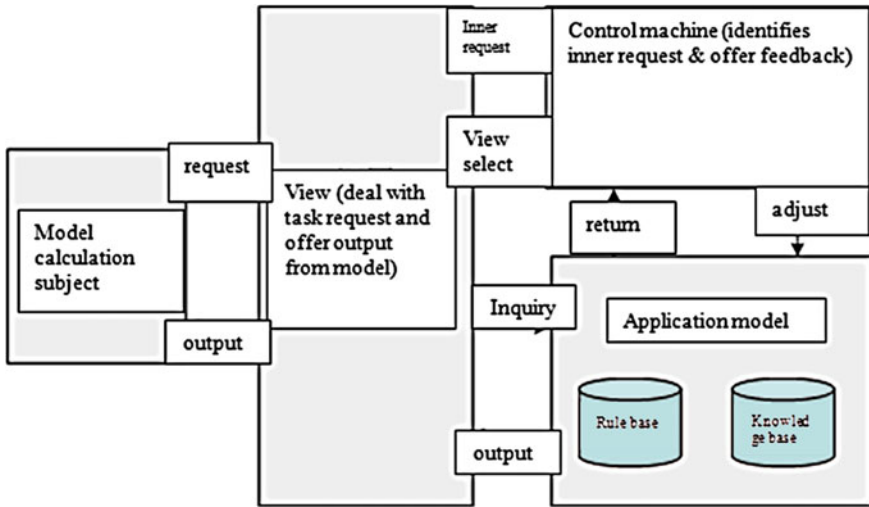 Inner
request
Control machine (identifies
inner request & offer feedback)
View
select
request
View (deal with
task request and
offer output
from model)
Model
calculation
subject
return
adjust
Inquiry
Application model
output
Rule base
Knowled
ge base
output